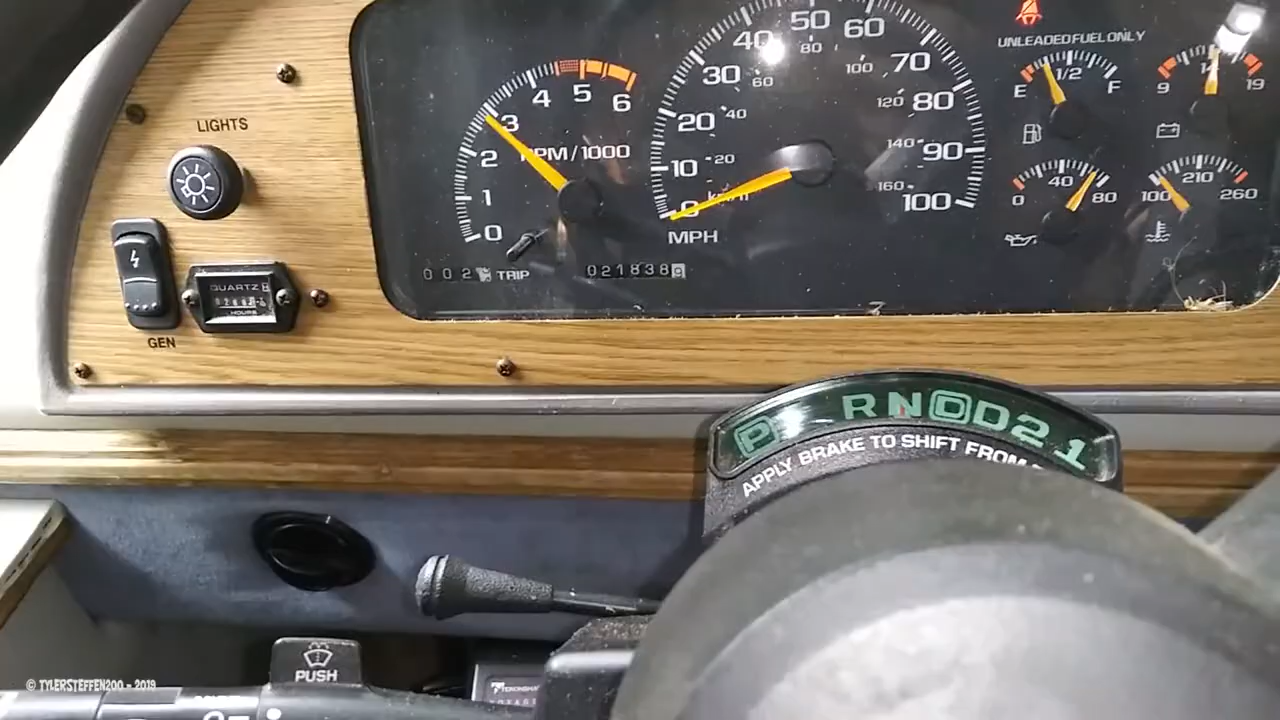 LIGHTS
GEN
QUARTZ
HOURS
0 1 2 3 4 5 6
RPM/1000
TRIP
0 10 20 30 40 50 60 70 80 90 100
20 40 60 80 100 120 140 160
km/h
MPH
021838
UNLEADED FUEL ONLY
E 1/2 F
9 19
0 40 80
100 210 260
P R N D D 2 1
APPLY BRAKE TO SHIFT FROM
PUSH
© TYLERSTEFFEN200 - 2019